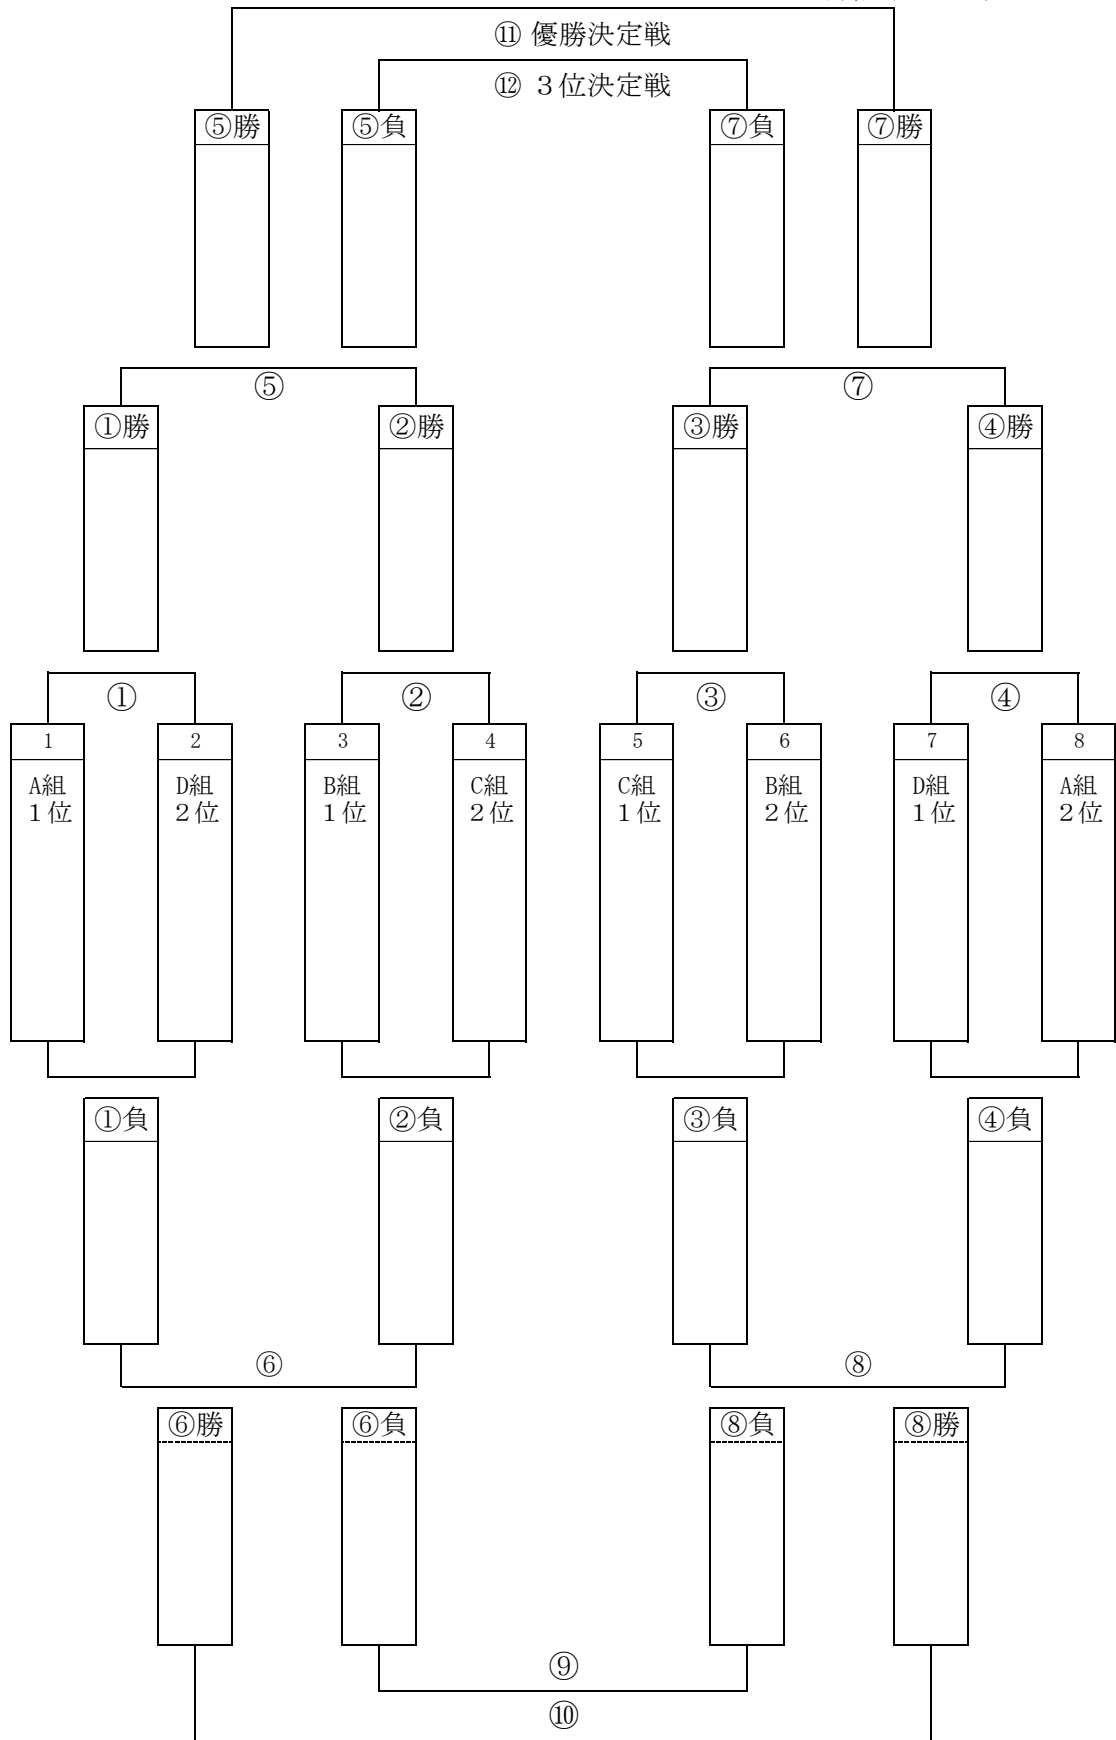 ⑪ 優勝決定戦
⑫ ３位決定戦
⑤勝 ⑤負 ⑦負 ⑦勝
⑤ ⑦
①勝 ②勝 ③勝 ④勝
① ② ③ ④
1 2 3 4 5 6 7 8
A組 D組 B組 C組 C組 B組 D組 A組
１位 ２位 １位 ２位 １位 ２位 １位 ２位
①負 ②負 ③負 ④負
⑥ ⑧
⑥勝 ⑥負 ⑧負 ⑧勝
⑨
⑩